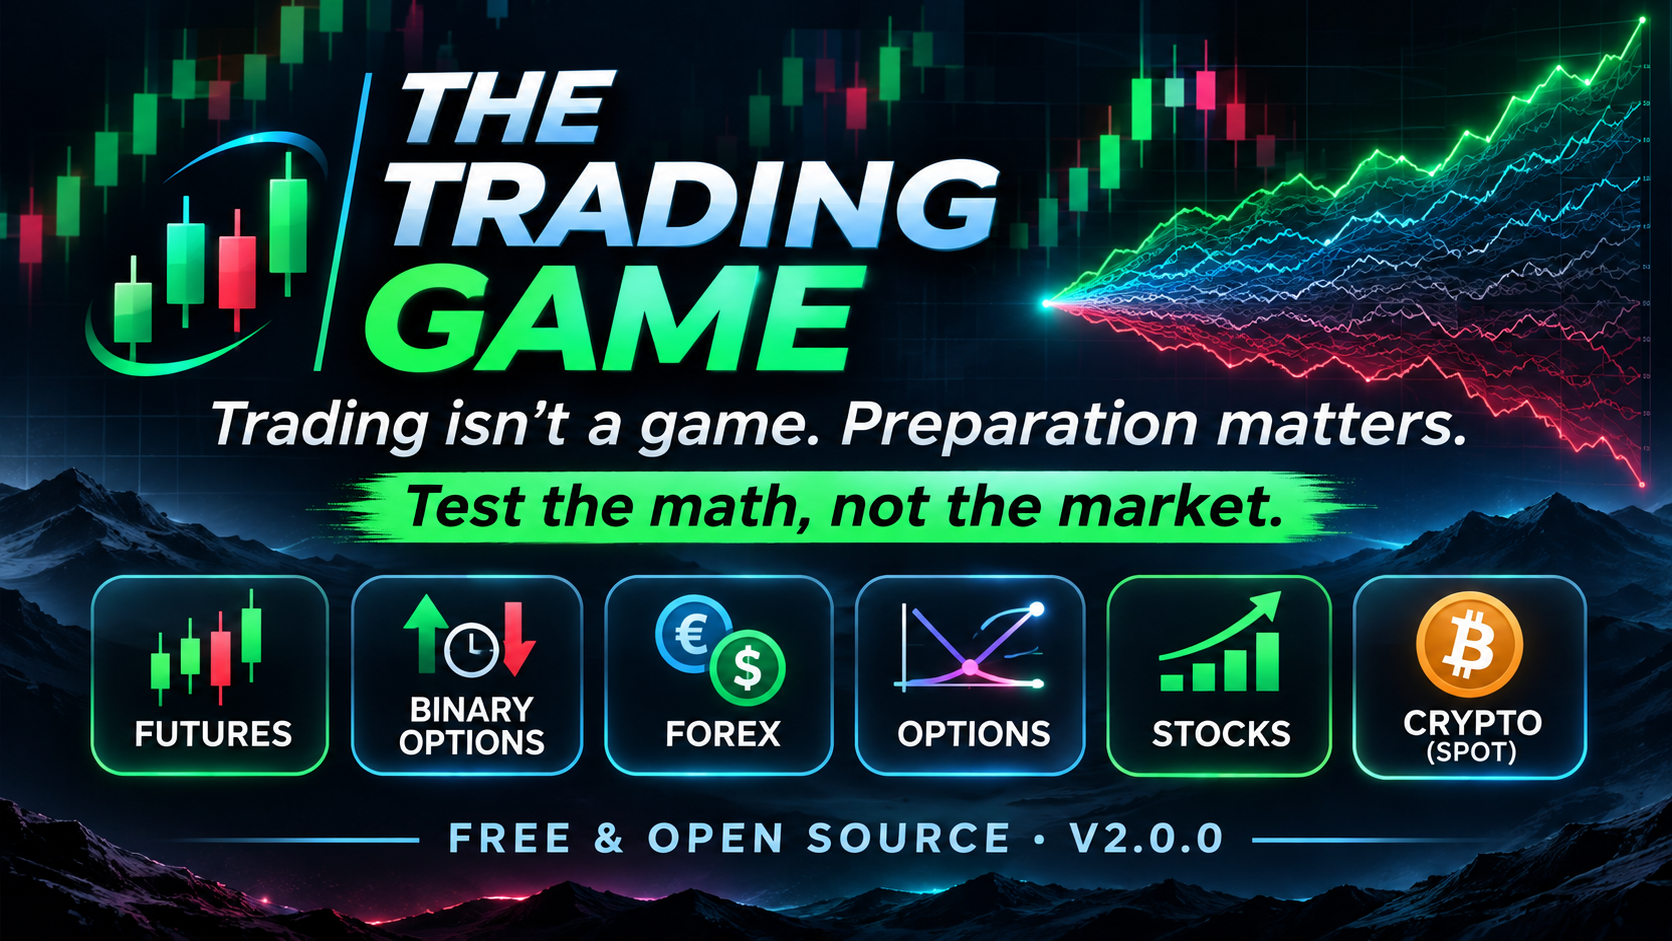 THE
TRADING
GAME
Trading isn't a game. Preparation matters.
Test the math, not the market.
€
$
FUTURES
BINARY
OPTIONS
FOREX
OPTIONS
STOCKS
CRYPTO
(SPOT)
FREE & OPEN SOURCE • V2.0.0